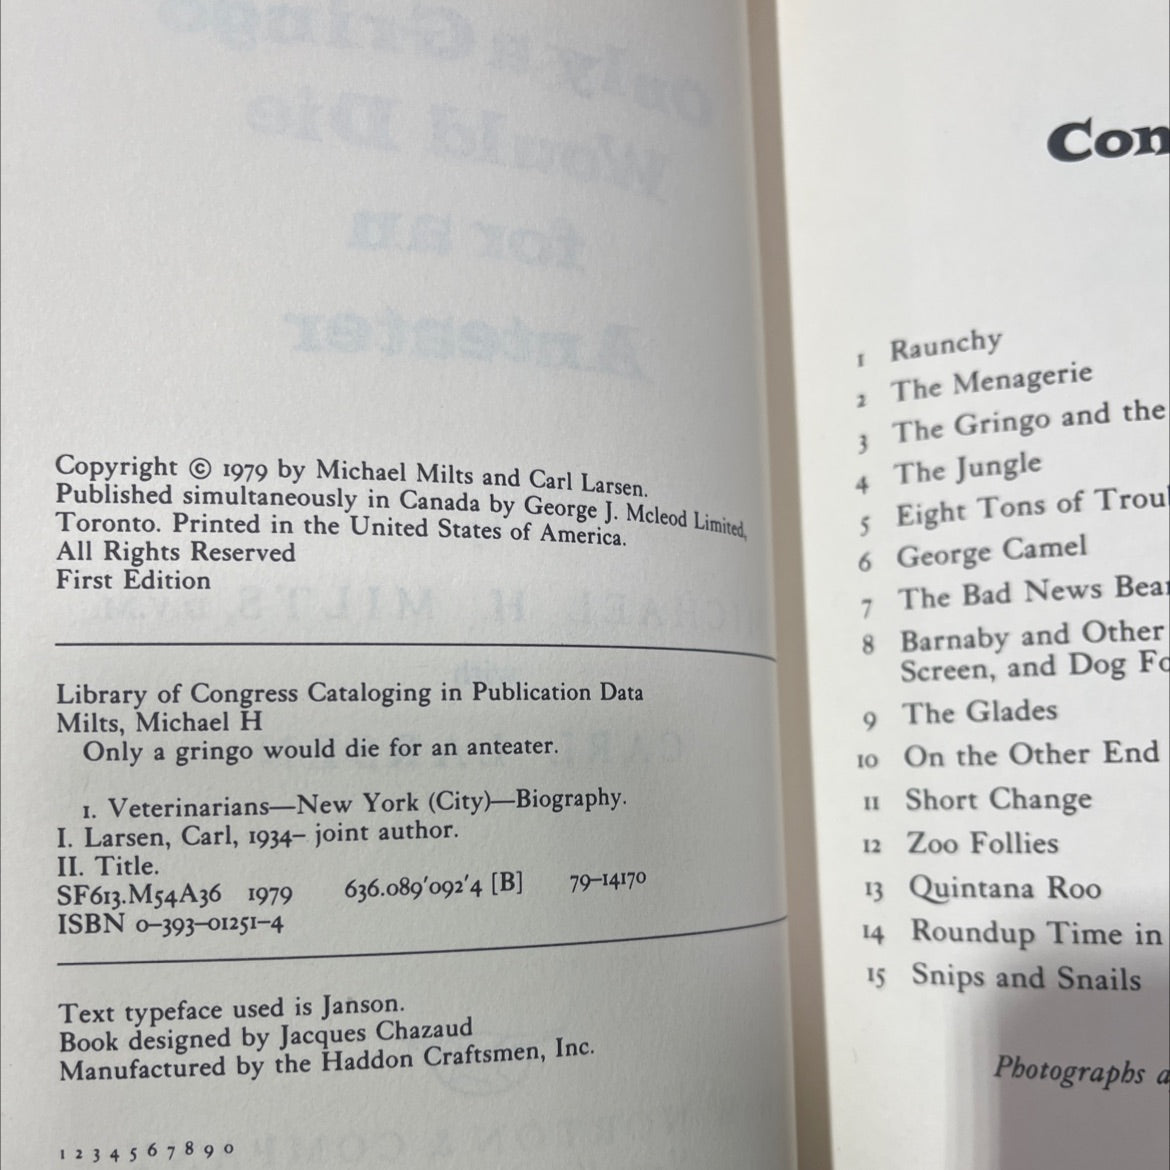 Copyright © 1979 by Michael Milts and Carl Larsen.
Published simultaneously in Canada by George J. Mcleod Limited,
Toronto. Printed in the United States of America.
All Rights Reserved
First Edition
Library of Congress Cataloging in Publication Data
Milts, Michael H
Only a gringo would die for an anteater.
1. Veterinarians—New York (City)—Biography.
I. Larsen, Carl, 1934– joint author.
II. Title.
SF613.M54A36 1979 636.089′092′4 [B] 79–14170
ISBN 0–393–01251–4
Text typeface used is Janson.
Book designed by Jacques Chazaud
Manufactured by the Haddon Craftsmen, Inc.
1 2 3 4 5 6 7 8 9 0
Con
1 Raunchy
2 The Menagerie
3 The Gringo and the
4 The Jungle
5 Eight Tons of Trou
6 George Camel
7 The Bad News Bear
8 Barnaby and Other
Screen, and Dog Fo
9 The Glades
10 On the Other End
11 Short Change
12 Zoo Follies
13 Quintana Roo
14 Roundup Time in
15 Snips and Snails
Photographs a